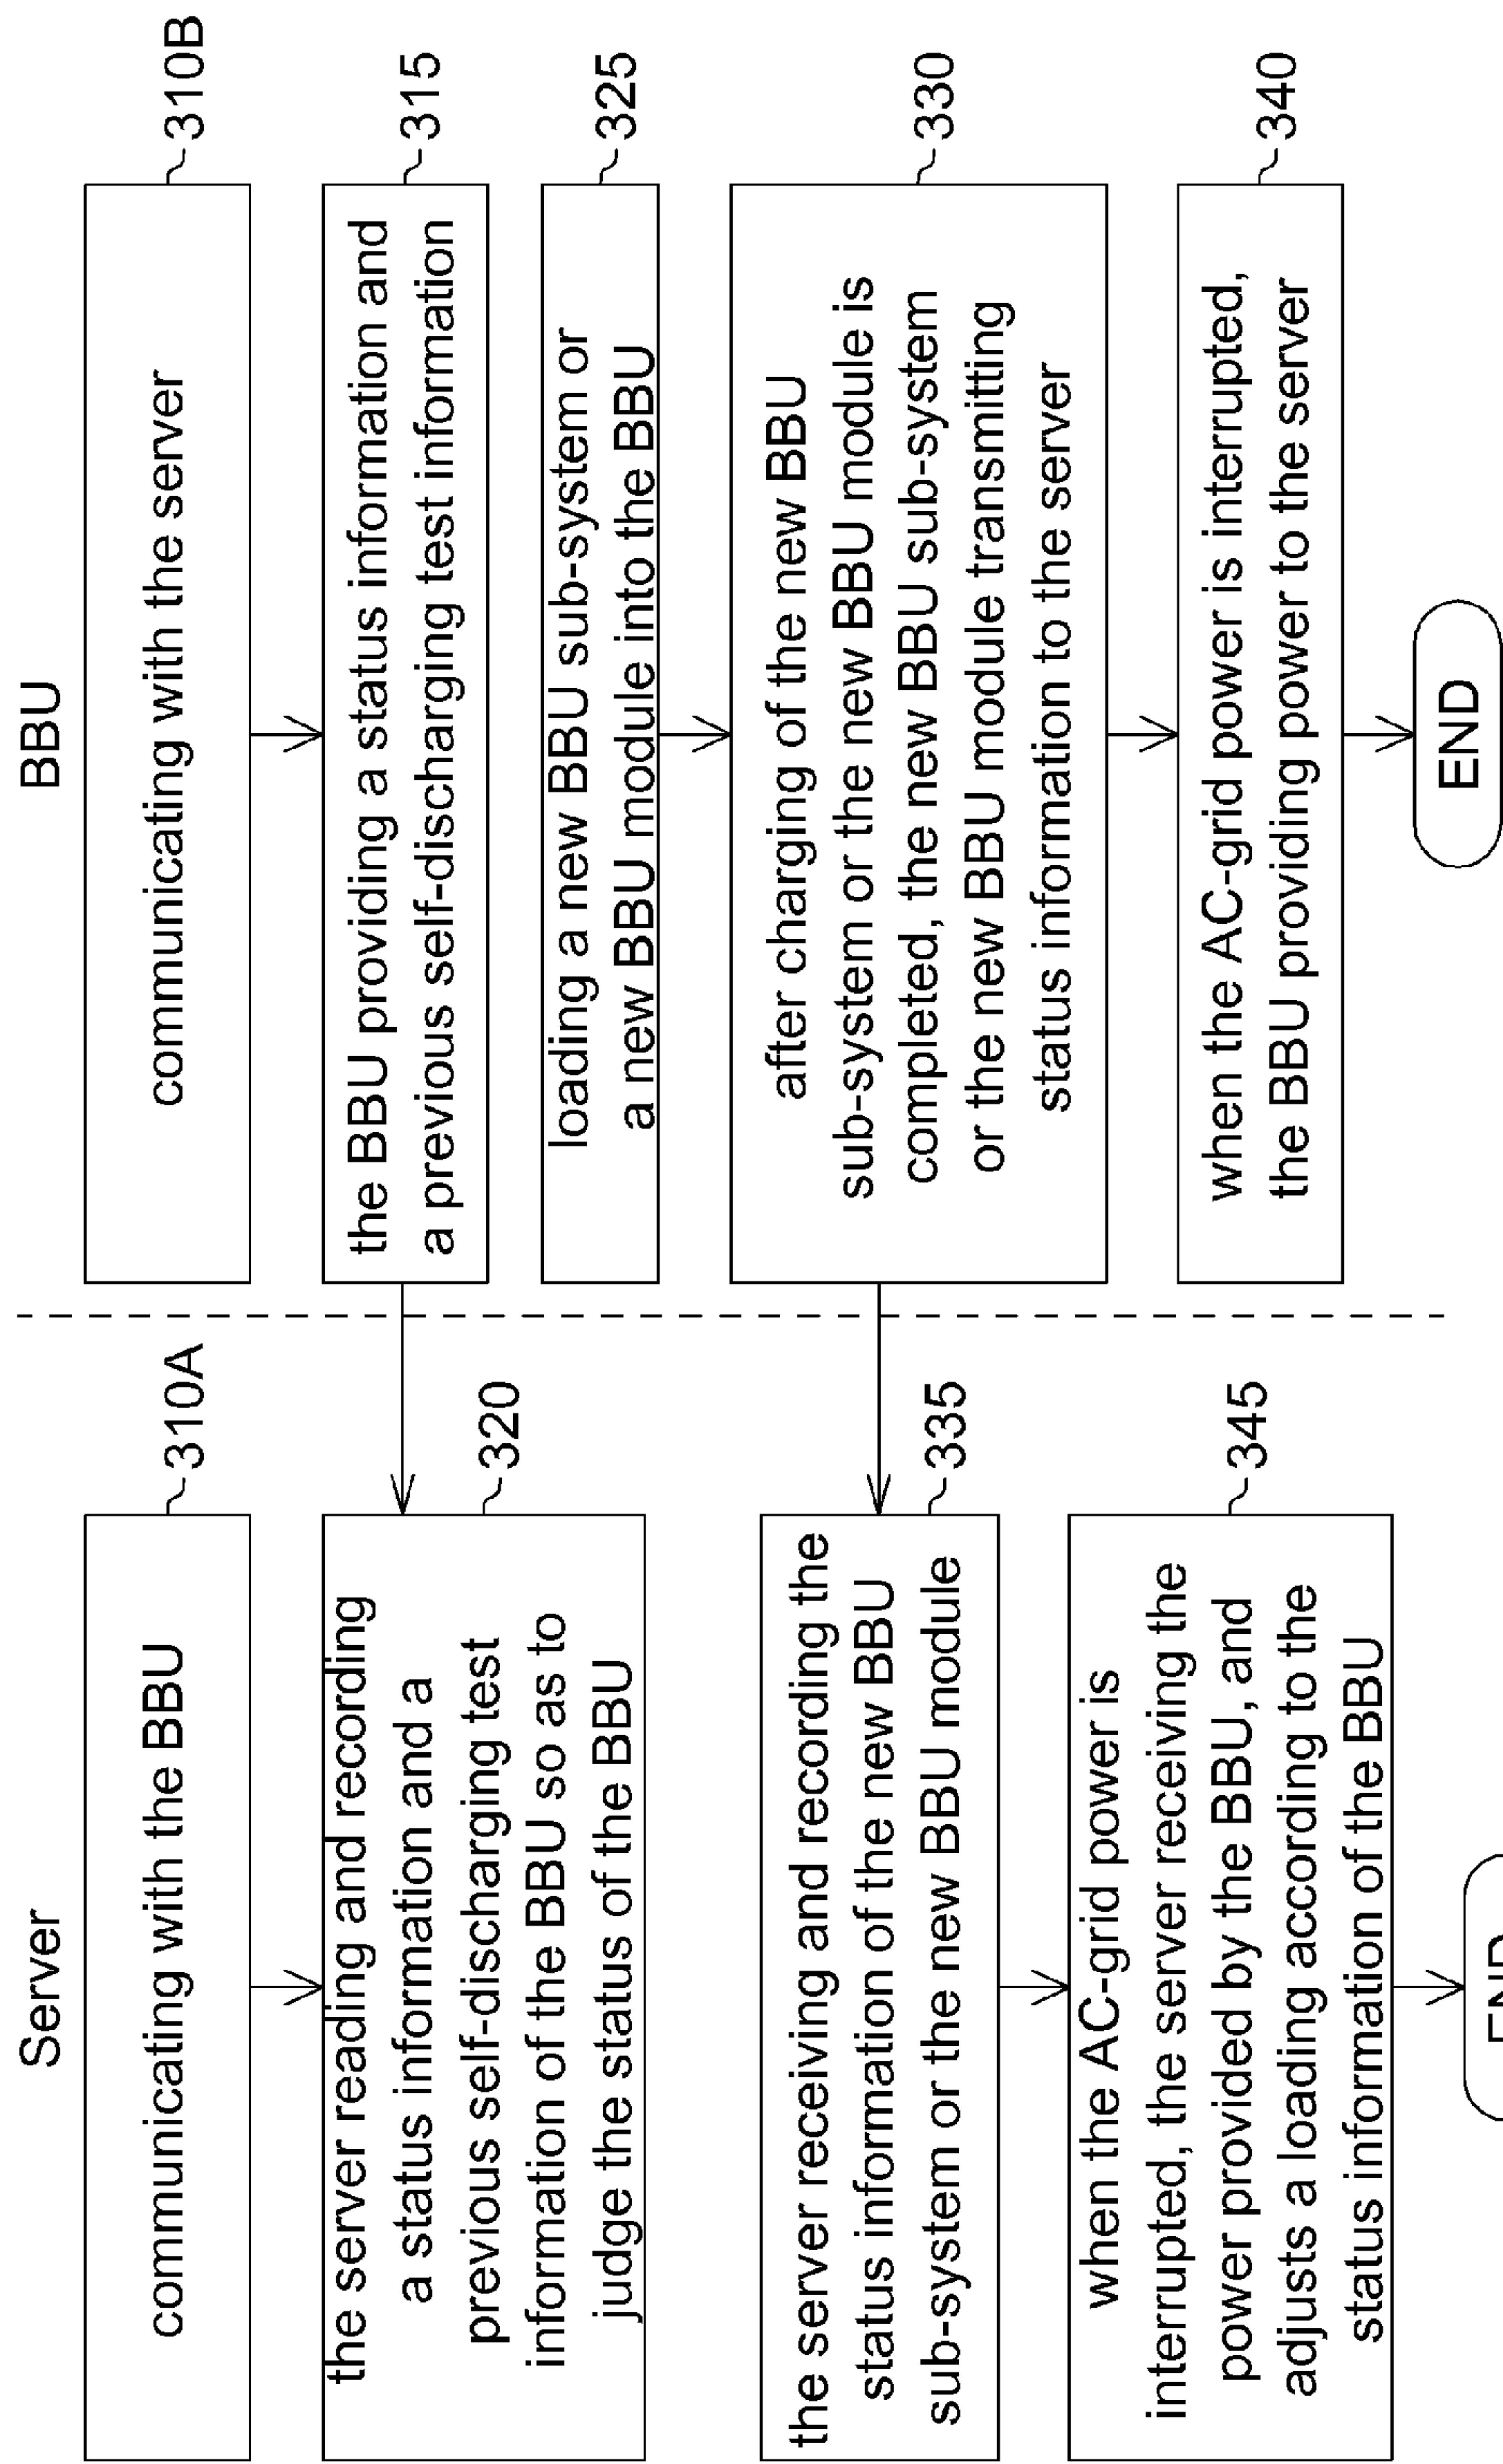 Server
communicating with the BBU
310A
the server reading and recording
a status information and a
previous self-discharging test
information of the BBU so as to
judge the status of the BBU
320
the server receiving and recording the
status information of the new BBU
sub-system or the new BBU module
335
when the AC-grid power is
interrupted, the server receiving the
power provided by the BBU, and
adjusts a loading according to the
status information of the BBU
345
END
BBU
communicating with the server
310B
the BBU providing a status information and
a previous self-discharging test information
315
loading a new BBU sub-system or
a new BBU module into the BBU
325
after charging of the new BBU
sub-system or the new BBU module is
completed, the new BBU sub-system
or the new BBU module transmitting
status information to the server
330
when the AC-grid power is interrupted,
the BBU providing power to the server
340
END